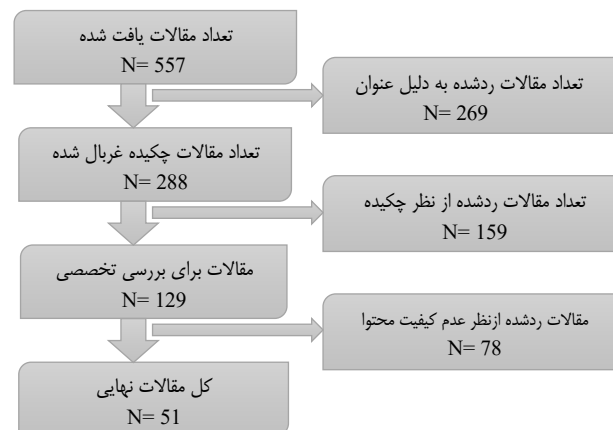 تعداد مقالات یافت شده
N= 557
تعداد مقالات ردشده به دلیل عنوان
N= 269
تعداد مقالات چکیده غربال شده
N= 288
تعداد مقالات ردشده از نظر چکیده
N= 159
مقالات برای بررسی تخصصی
N= 129
مقالات ردشده ازنظر عدم کیفیت محتوا
N= 78
کل مقالات نهایی
N= 51